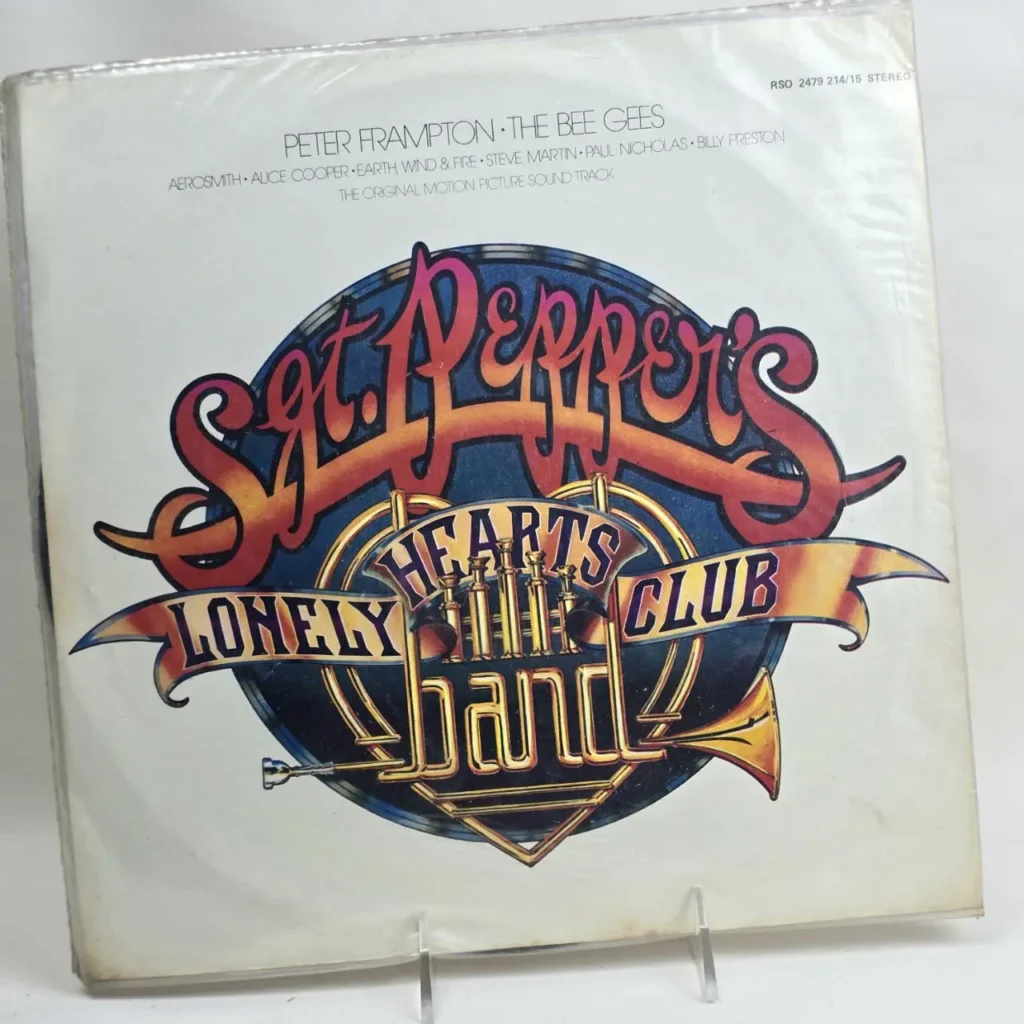 RSO 2479 214/15 STEREO
PETER FRAMPTON • THE BEE GEES
AEROSMITH • ALICE COOPER • EARTH, WIND & FIRE • STEVE MARTIN • PAUL NICHOLAS • BILLY PRESTON
THE ORIGINAL MOTION PICTURE SOUND TRACK
Sgt. Pepper's
LONELY HEARTS CLUB
band